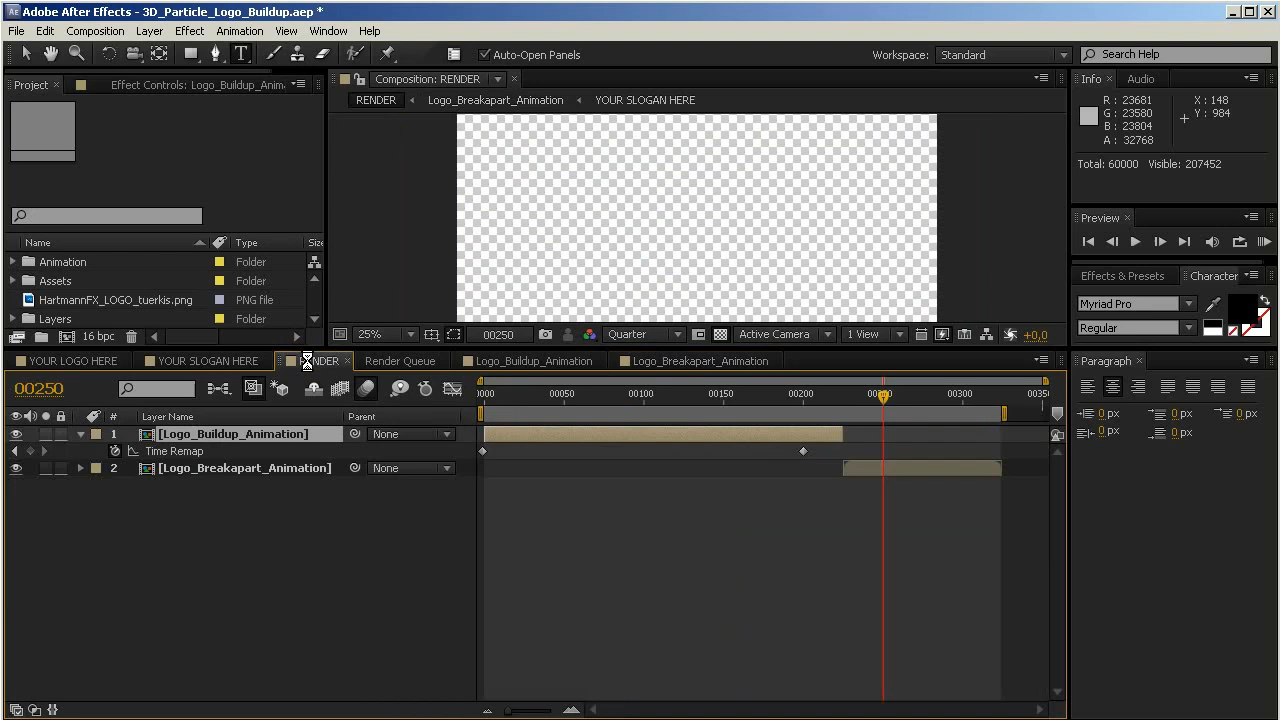 Adobe After Effects - 3D_Particle_Logo_Buildup.aep *
File Edit Composition Layer Effect Animation View Window Help
Auto-Open Panels
Workspace: Standard
Search Help
Project
Effect Controls: Logo_Buildup_Anim
Composition: RENDER
Info Audio
RENDER Logo_Breakapart_Animation YOUR SLOGAN HERE
R : 23681
G : 23580
B : 23804
A : 32768
X : 148
Y : 984
Total: 60000 Visible: 207452
Preview
Name Type Size
Animation Folder
Assets Folder
HartmannFX_LOGO_tuerkis.png PNG file
Layers Folder
16 bpc
Effects & Presets Character
Myriad Pro
Regular
25% 00250 Quarter Active Camera 1 View +0,0
YOUR LOGO HERE YOUR SLOGAN HERE Render Queue Logo_Buildup_Animation Logo_Breakapart_Animation
Paragraph
00250
0000 00050 00100 00150 00200 00300 0035
# Layer Name Parent
1 [Logo_Buildup_Animation] None
Time Remap
2 [Logo_Breakapart_Animation] None
0 px 0 px 0 px
0 px 0 px